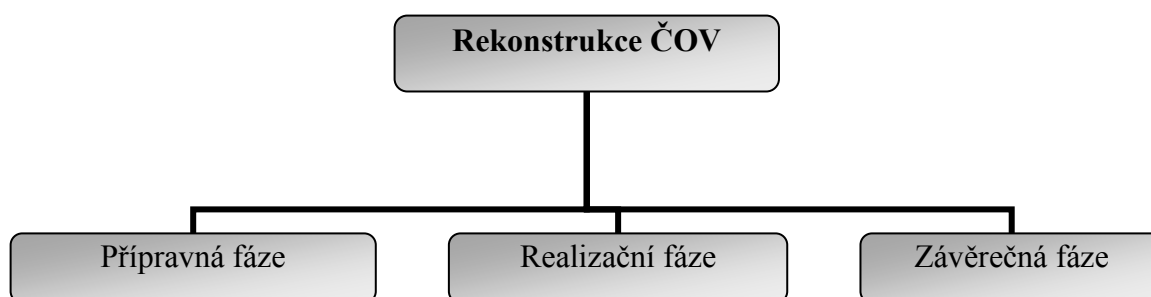 Rekonstrukce ČOV
Přípravná fáze
Realizační fáze
Závěrečná fáze